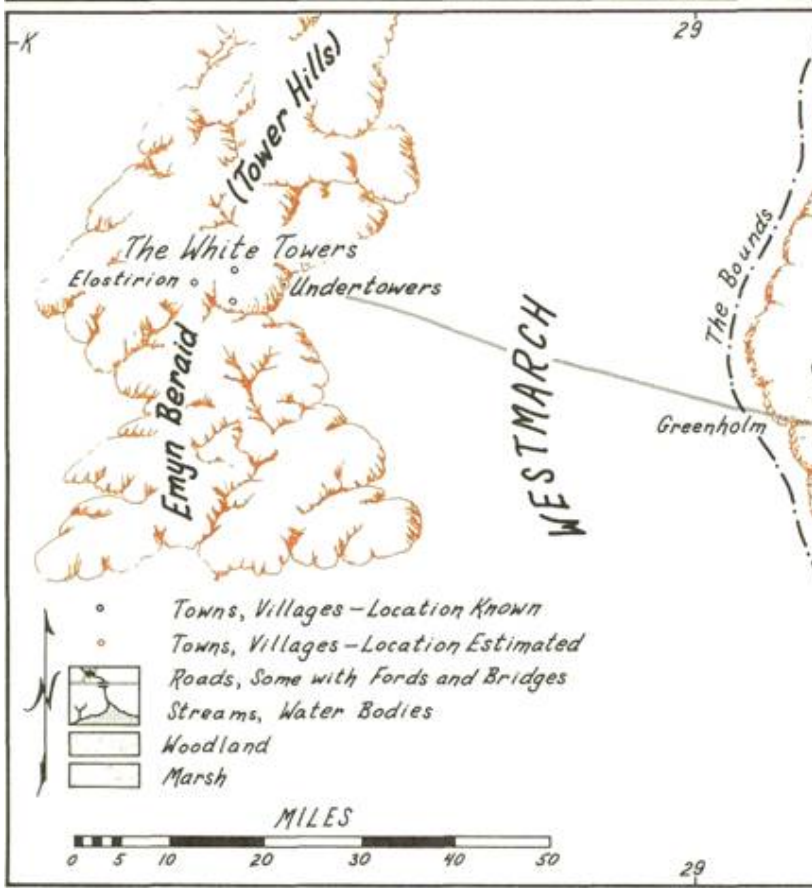 K
29
(Tower Hills)
The White Towers
Elostirion
Undertowers
The Bounds
WESTMARCH
Greenholm
Emyn Beraid
Towns, Villages – Location Known
Towns, Villages – Location Estimated
Roads, Some with Fords and Bridges
Streams, Water Bodies
Woodland
Marsh
N
MILES
0 5 10 20 30 40 50
29